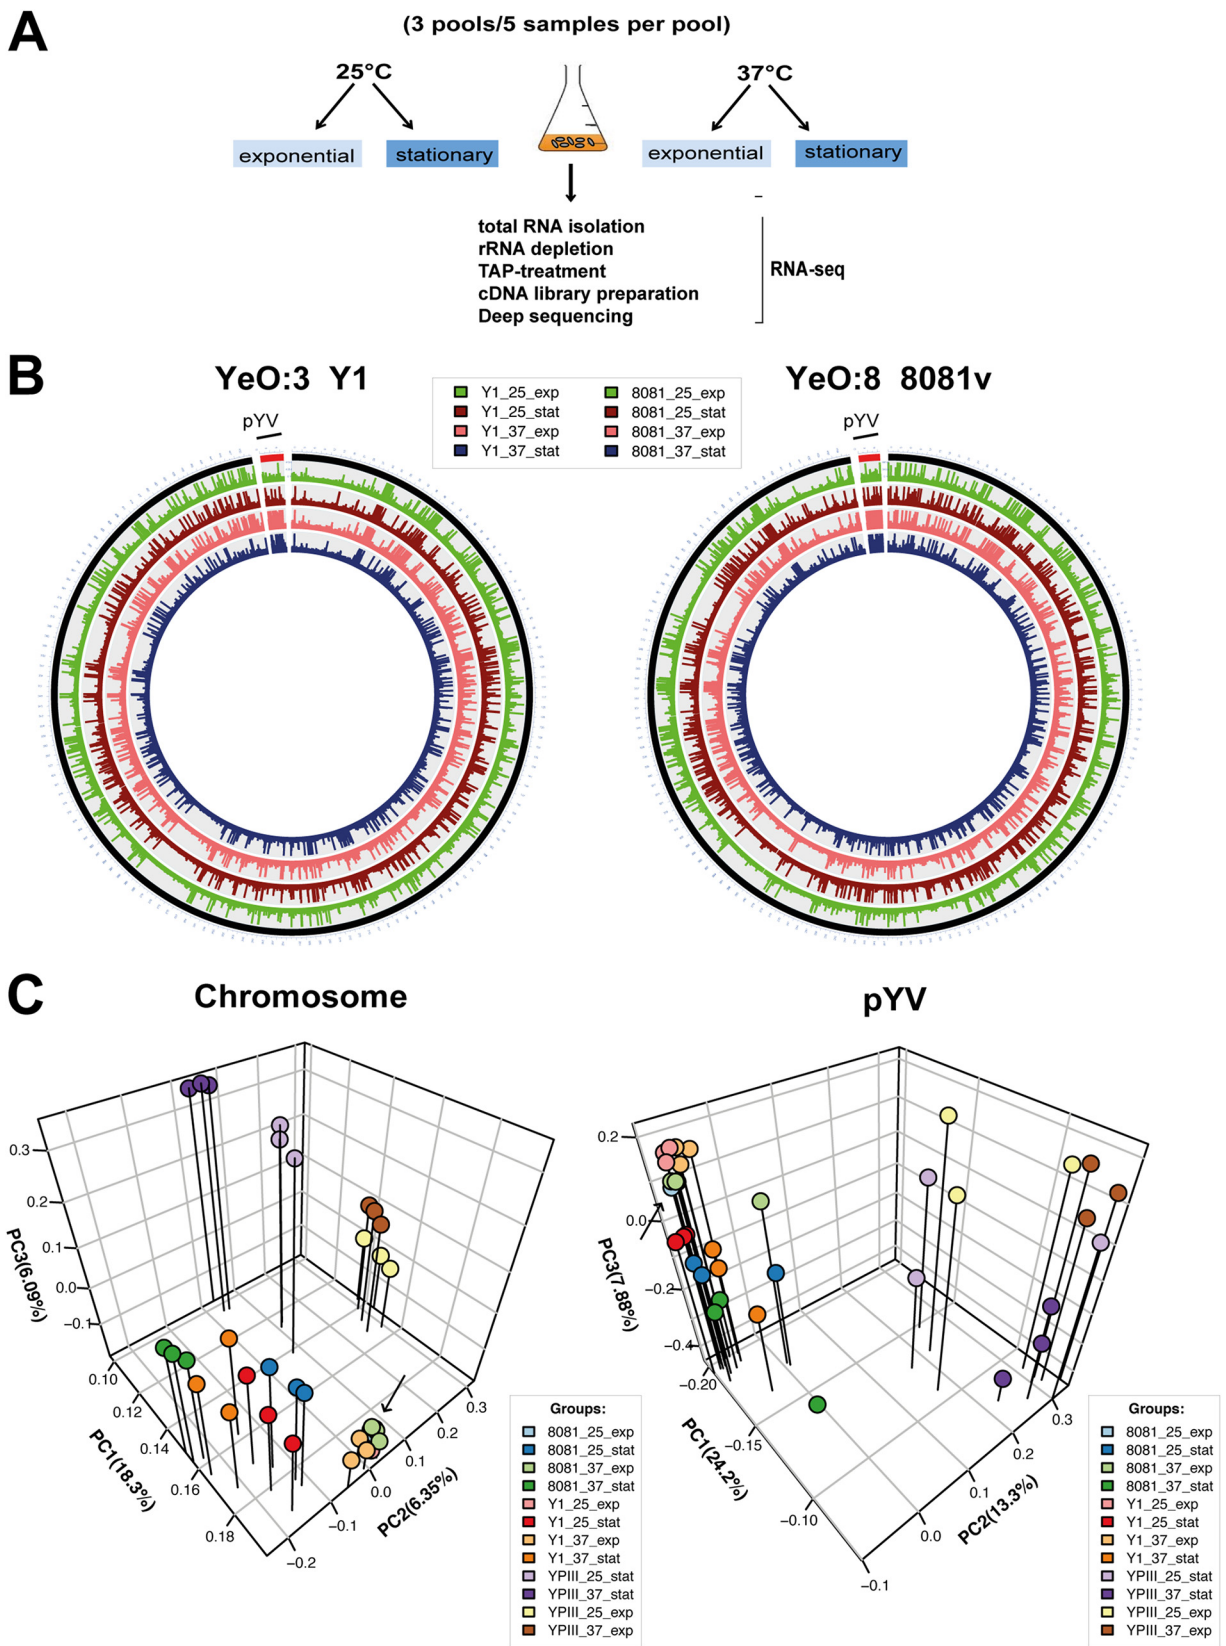 A
(3 pools/5 samples per pool)
25°C
37°C
exponential
stationary
exponential
stationary
total RNA isolation
rRNA depletion
TAP-treatment
cDNA library preparation
Deep sequencing
RNA-seq
B
YeO:3 Y1
YeO:8 8081v
pYV
pYV
Y1_25_exp
Y1_25_stat
Y1_37_exp
Y1_37_stat
8081_25_exp
8081_25_stat
8081_37_exp
8081_37_stat
C
Chromosome
pYV
0.3
0.2
0.1
0.0
−0.1
PC3(6.09%)
0.10
0.12
0.14
0.16
0.18
PC1(18.3%)
−0.2
−0.1
0.0
0.1
0.2
0.3
PC2(6.35%)
Groups:
8081_25_exp
8081_25_stat
8081_37_exp
8081_37_stat
Y1_25_exp
Y1_25_stat
Y1_37_exp
Y1_37_stat
YPIII_25_stat
YPIII_37_stat
YPIII_25_exp
YPIII_37_exp
0.2
0.0
−0.2
−0.4
PC3(7.88%)
−0.20
−0.15
−0.10
PC1(24.2%)
−0.1
0.0
0.1
0.2
0.3
PC2(13.3%)
Groups:
8081_25_exp
8081_25_stat
8081_37_exp
8081_37_stat
Y1_25_exp
Y1_25_stat
Y1_37_exp
Y1_37_stat
YPIII_25_stat
YPIII_37_stat
YPIII_25_exp
YPIII_37_exp